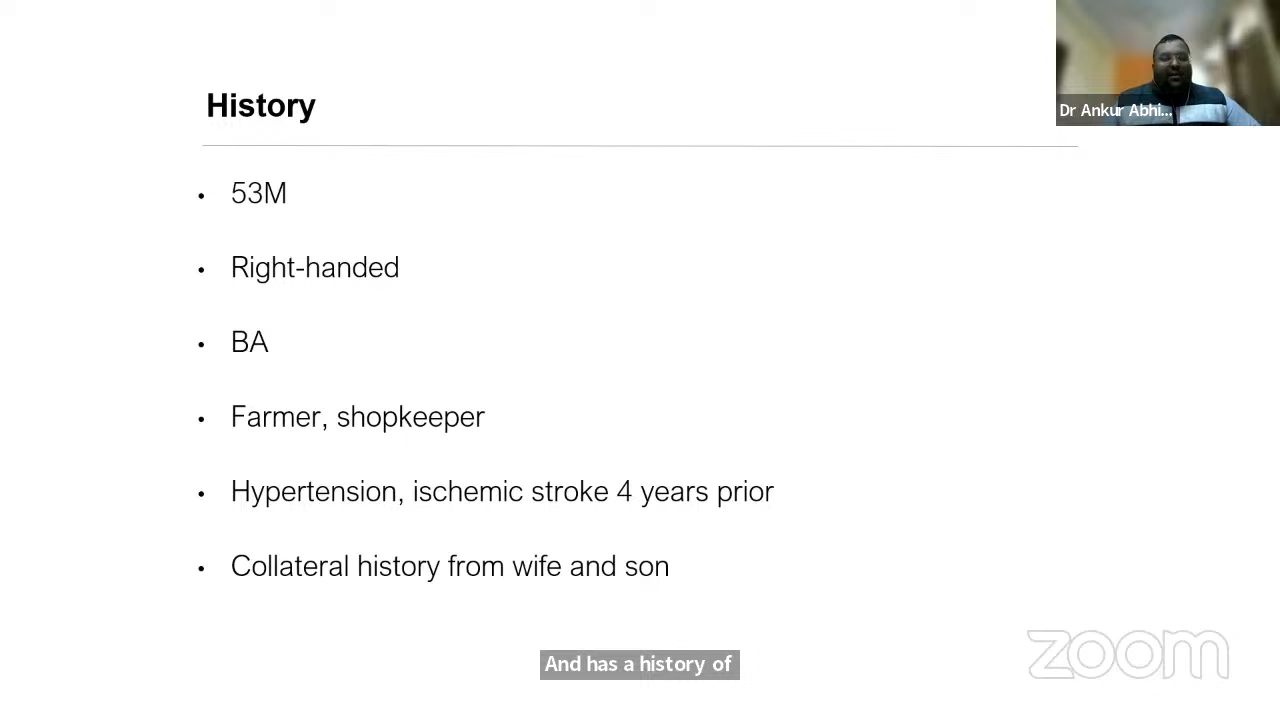 History
Dr Ankur Abhi...
• 53M
• Right-handed
• BA
• Farmer, shopkeeper
• Hypertension, ischemic stroke 4 years prior
• Collateral history from wife and son
zoom
And has a history of